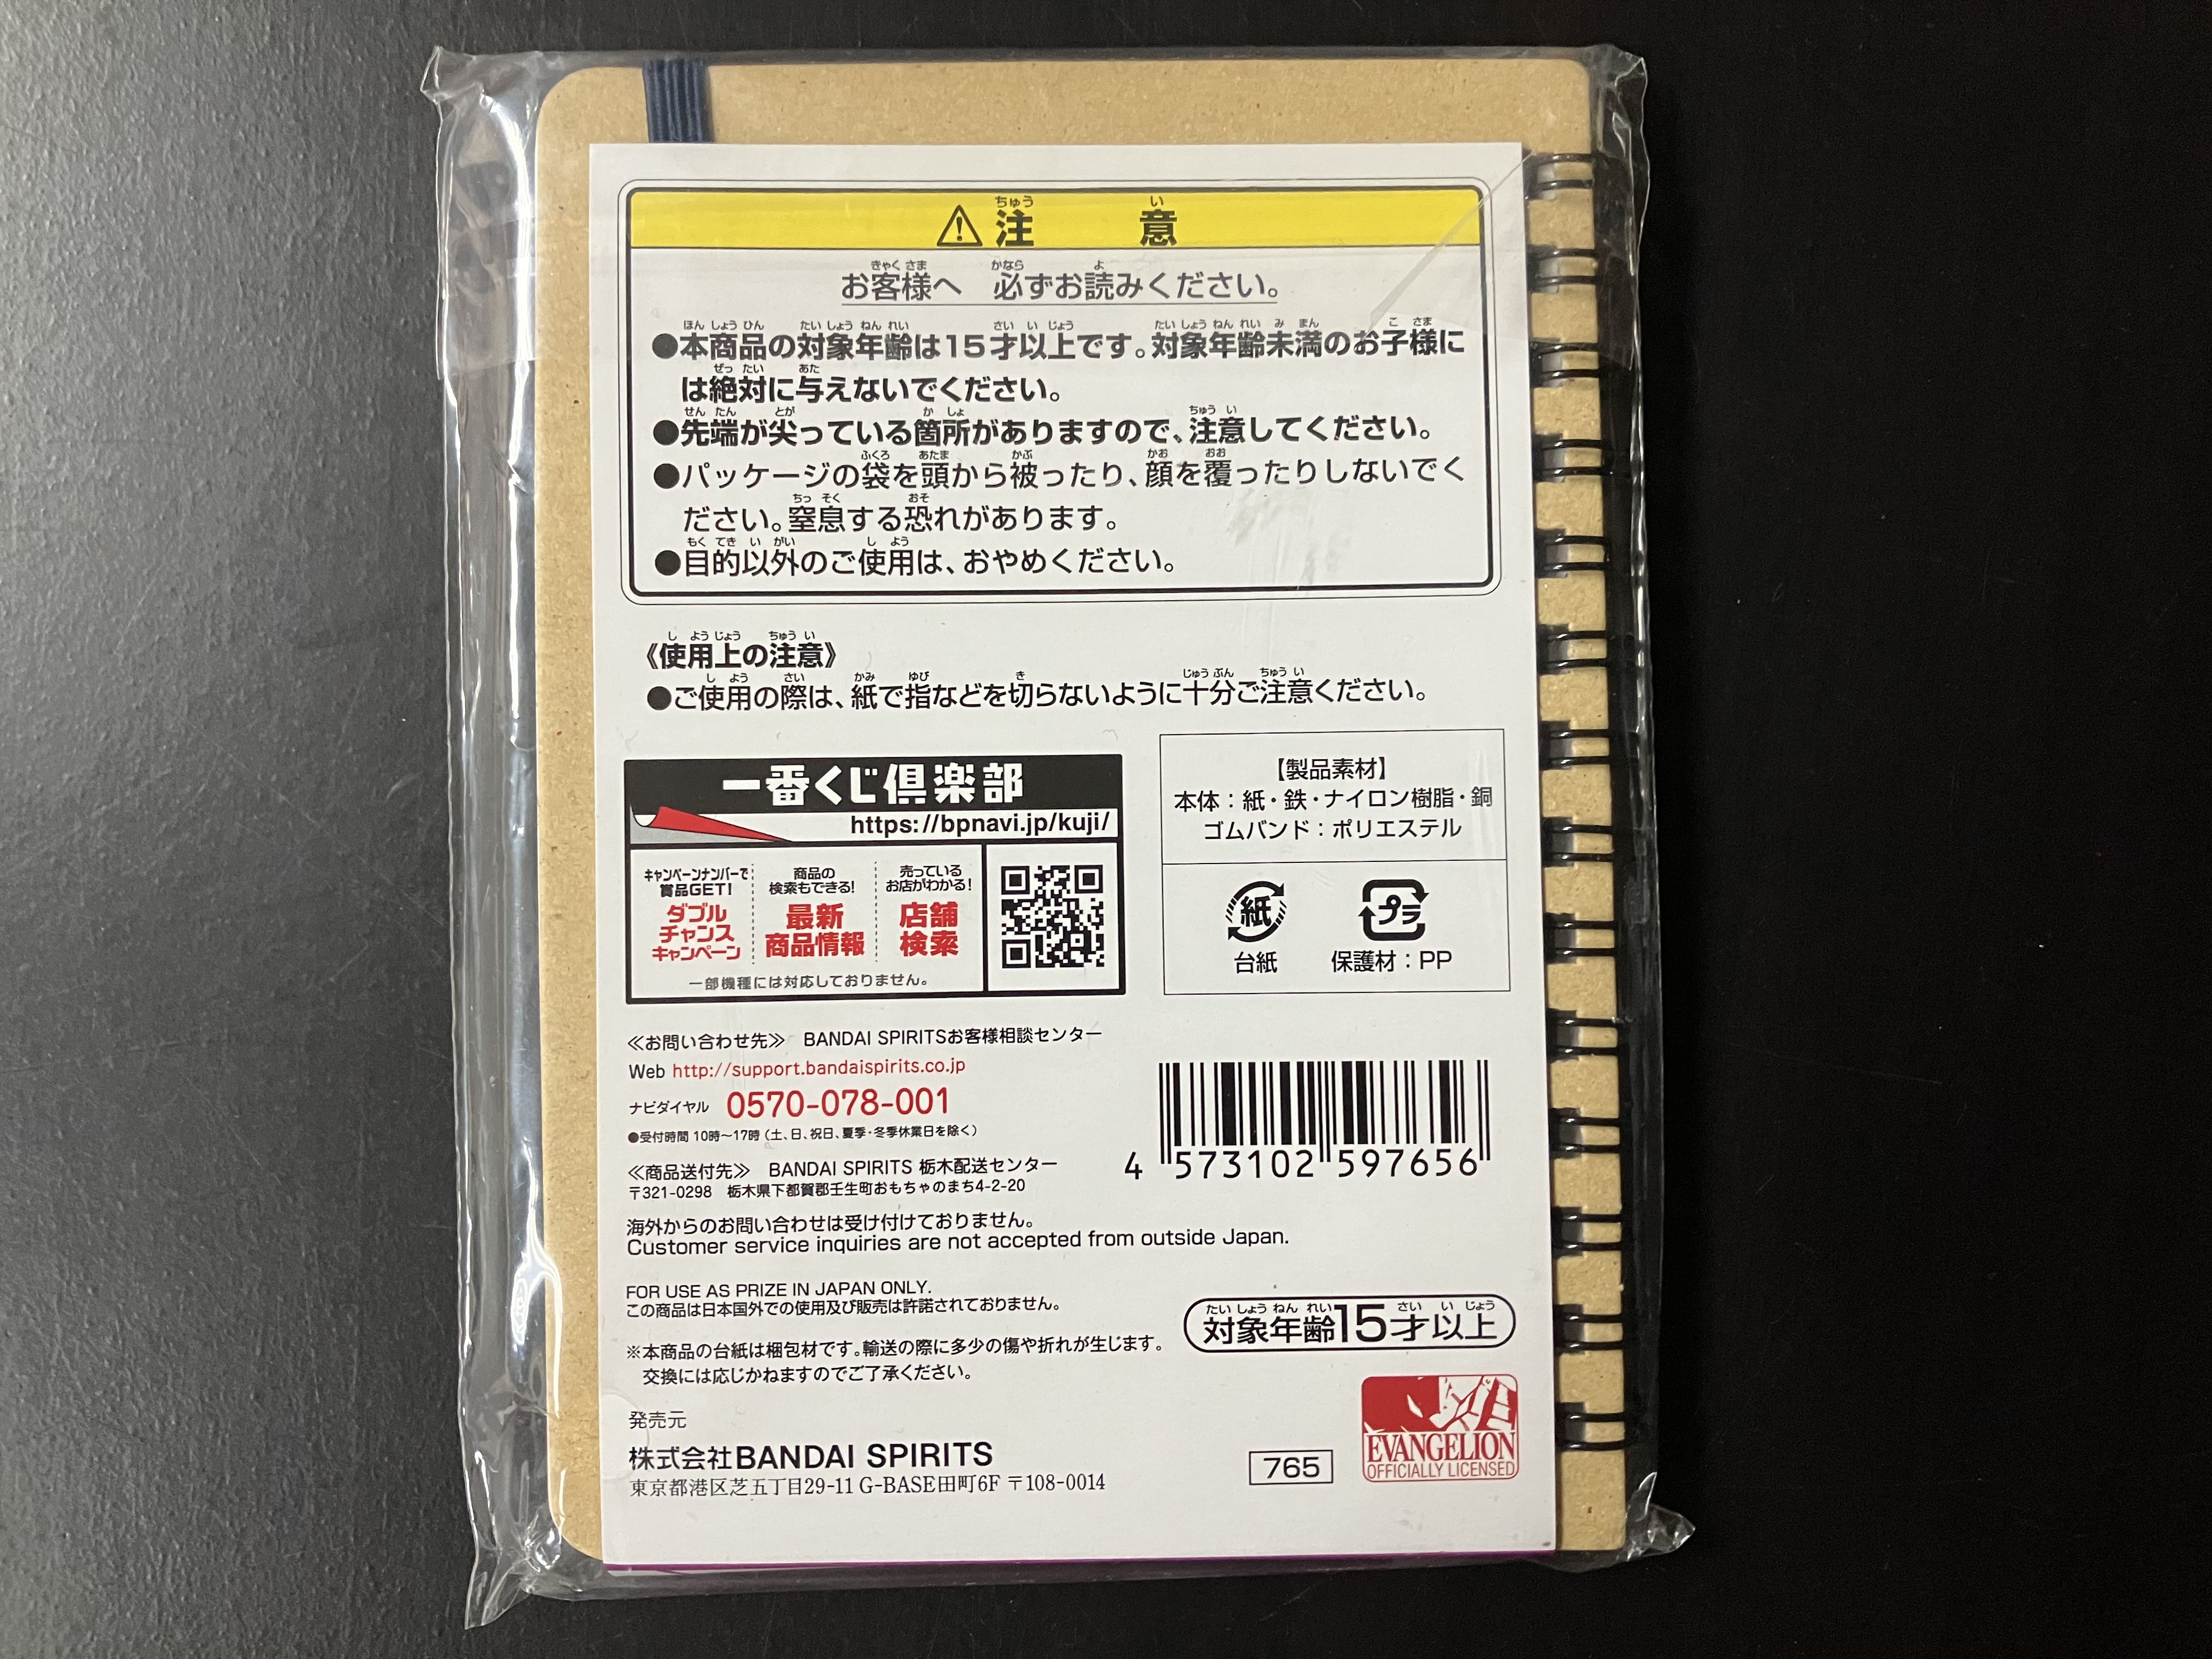 ⚠注 意
お客様へ 必ずお読みください。
●本商品の対象年齢は15才以上です。対象年齢未満のお子様に
は絶対に与えないでください。
●先端が尖っている箇所がありますので、注意してください。
●パッケージの袋を頭から被ったり、顔を覆ったりしないでく
ださい。窒息する恐れがあります。
●目的以外のご使用は、おやめください。
《使用上の注意》
●ご使用の際は、紙で指などを切らないように十分ご注意ください。
一番くじ倶楽部
https://bpnavi.jp/kuji/
キャンペーンナンバーで
賞品GET!
ダブル
チャンス
キャンペーン
商品の
検索もできる!
最新
商品情報
売っている
お店がわかる!
店舗
検索
一部機種には対応しておりません。
【製品素材】
本体：紙・鉄・ナイロン樹脂・銅
ゴムバンド：ポリエステル
紙
台紙
プラ
保護材：PP
≪お問い合わせ先≫ BANDAI SPIRITSお客様相談センター
Web http://support.bandaispirits.co.jp
ナビダイヤル 0570-078-001
●受付時間 10時～17時（土、日、祝日、夏季・冬季休業日を除く）
≪商品送付先≫ BANDAI SPIRITS 栃木配送センター
〒321-0298 栃木県下都賀郡壬生町おもちゃのまち4-2-20
4 573102 597656
海外からのお問い合わせは受け付けておりません。
Customer service inquiries are not accepted from outside Japan.
FOR USE AS PRIZE IN JAPAN ONLY.
この商品は日本国外での使用及び販売は許諾されておりません。
対象年齢15才以上
※本商品の台紙は梱包材です。輸送の際に多少の傷や折れが生じます。
交換には応じかねますのでご了承ください。
発売元
株式会社BANDAI SPIRITS
東京都港区芝五丁目29-11 G-BASE田町6F 〒108-0014
765
EVANGELION
OFFICIALLY LICENSED